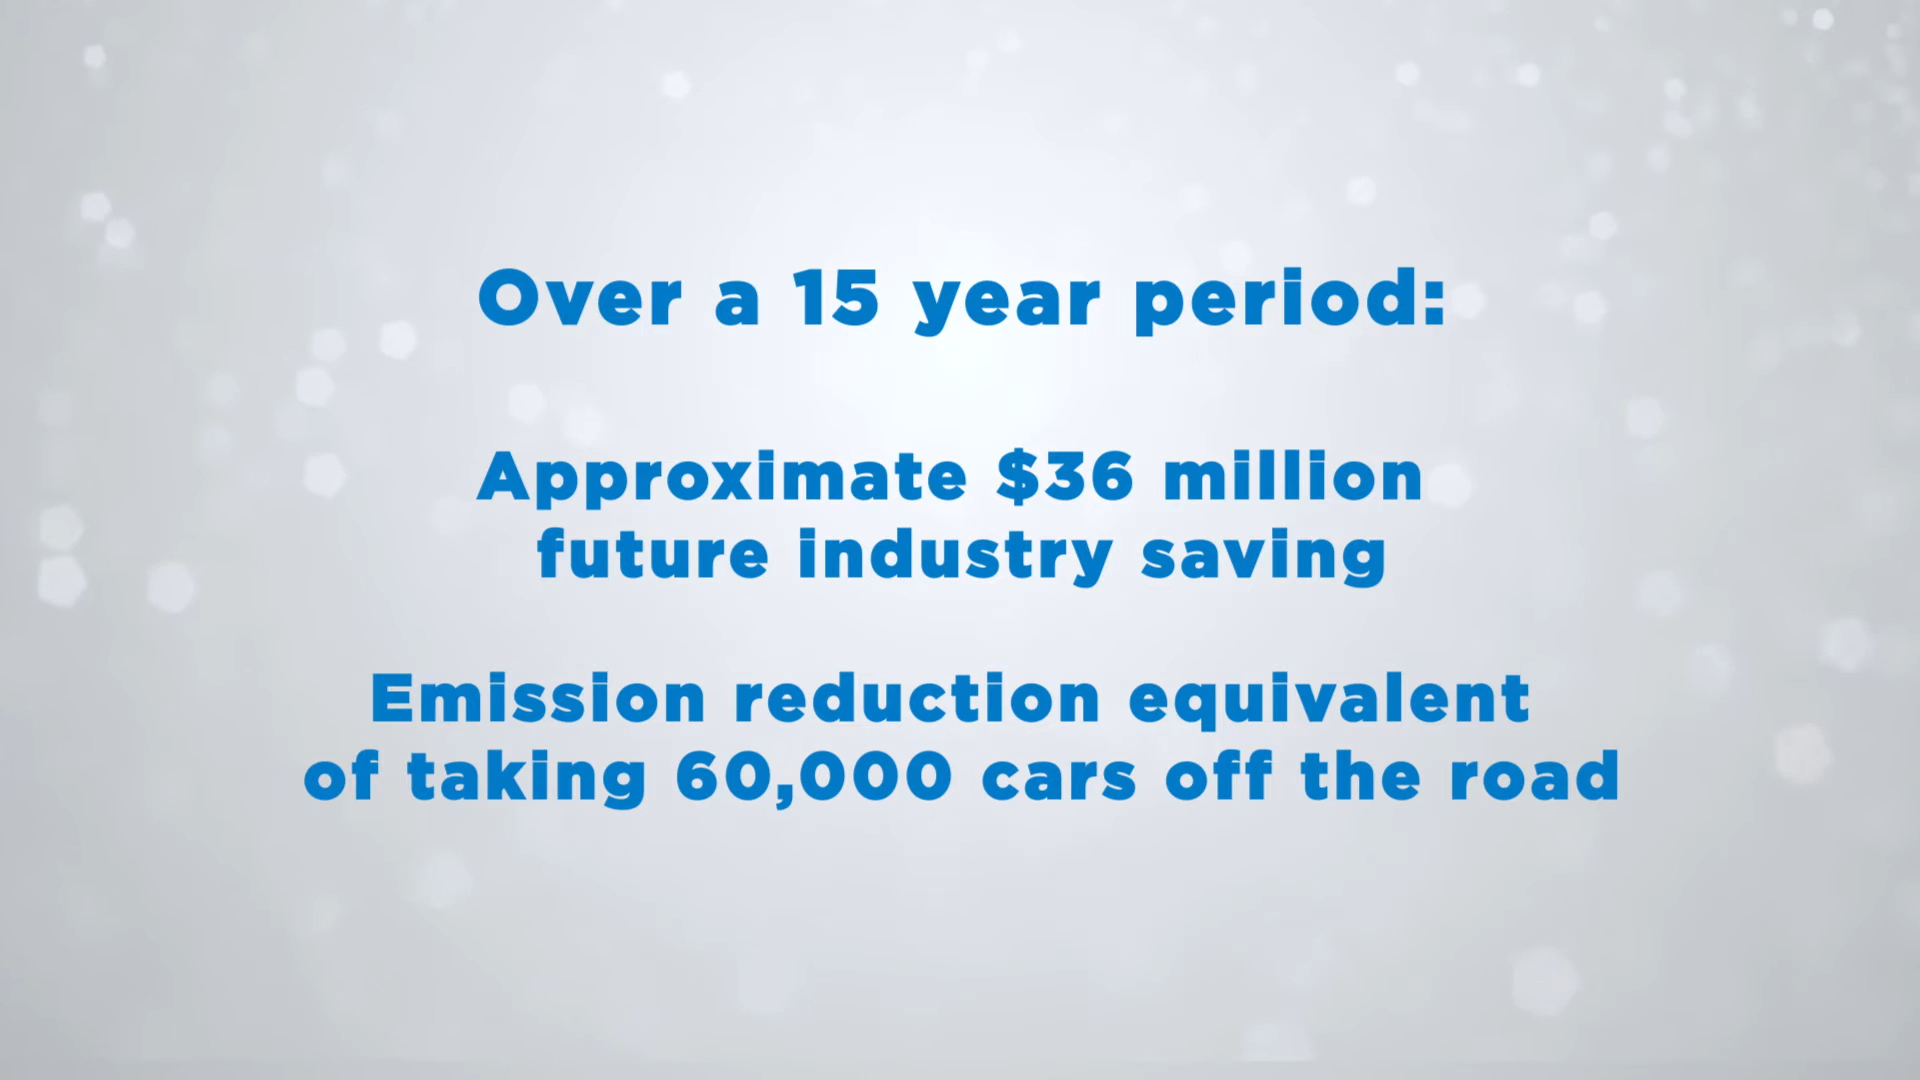 Over a 15 year period:
Approximate $36 million
future industry saving
Emission reduction equivalent
of taking 60,000 cars off the road